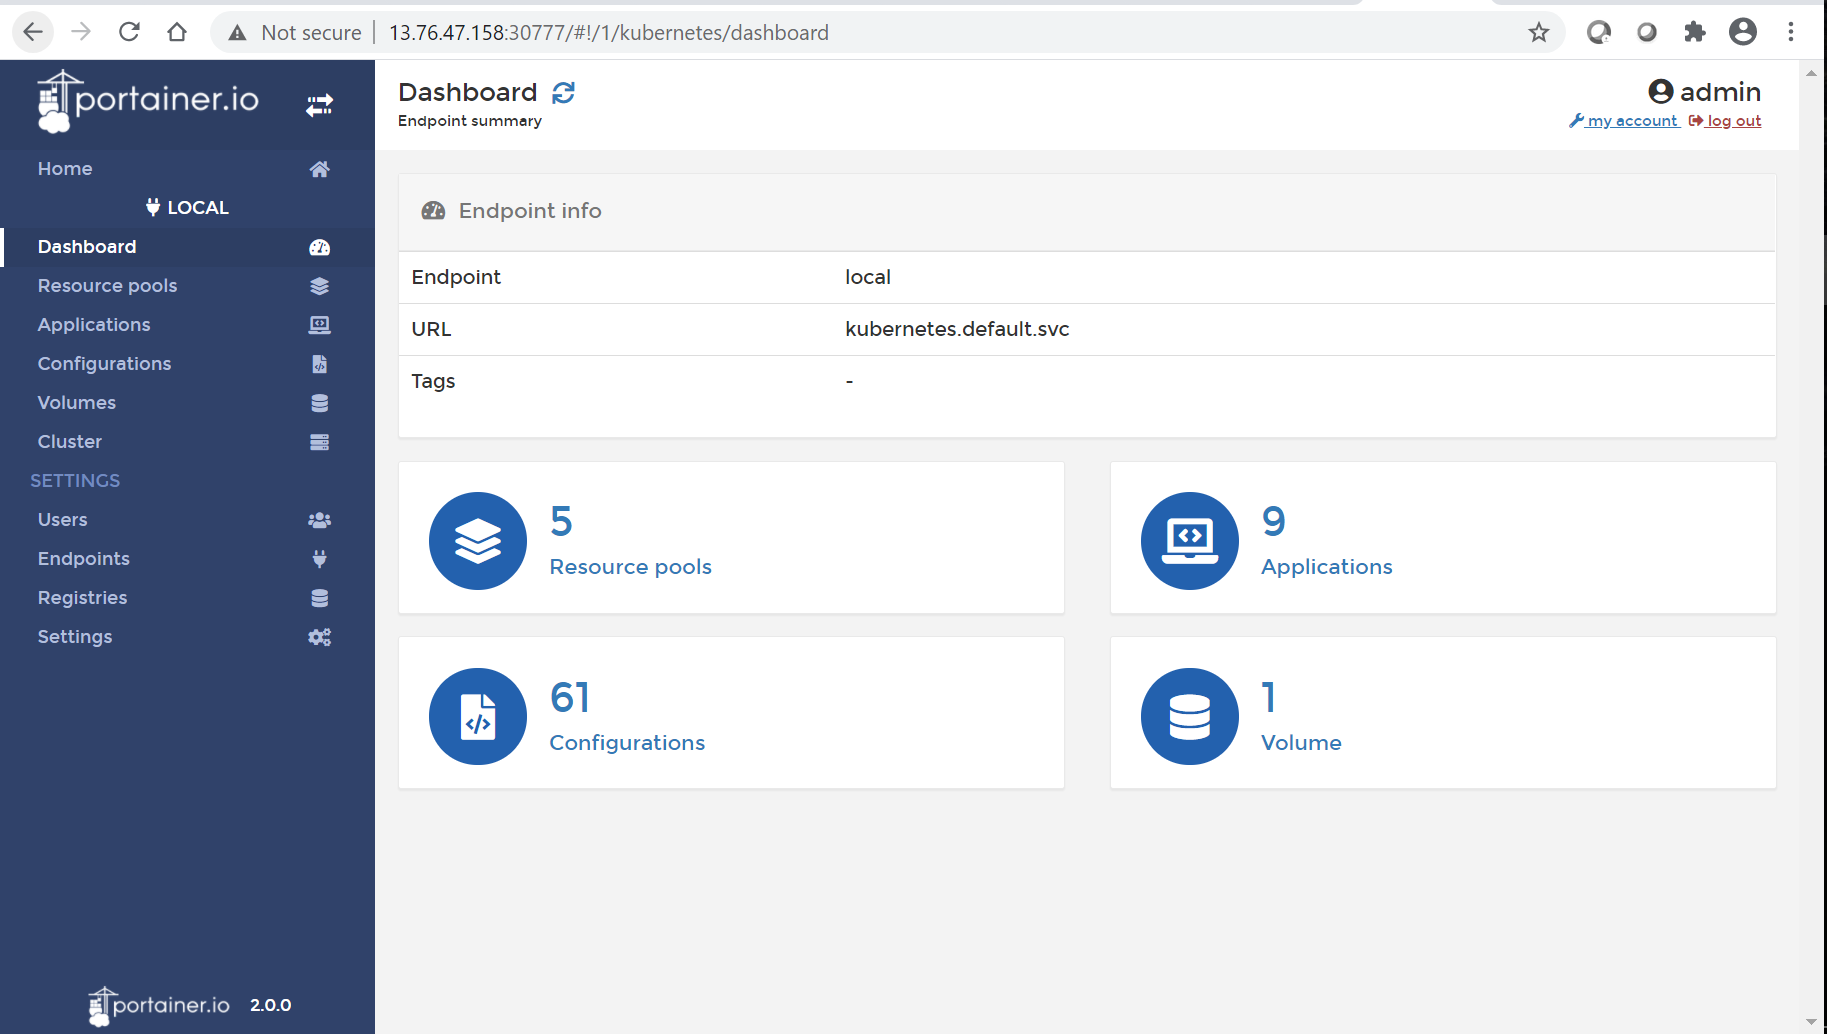 Not secure | 13.76.47.158:30777/#!/1/kubernetes/dashboard
portainer.io
Home
LOCAL
Dashboard
Resource pools
Applications
Configurations
Volumes
Cluster
SETTINGS
Users
Endpoints
Registries
Settings
portainer.io 2.0.0
Dashboard
Endpoint summary
admin
my account log out
Endpoint info
Endpoint local
URL kubernetes.default.svc
Tags -
5
Resource pools
9
Applications
61
Configurations
1
Volume